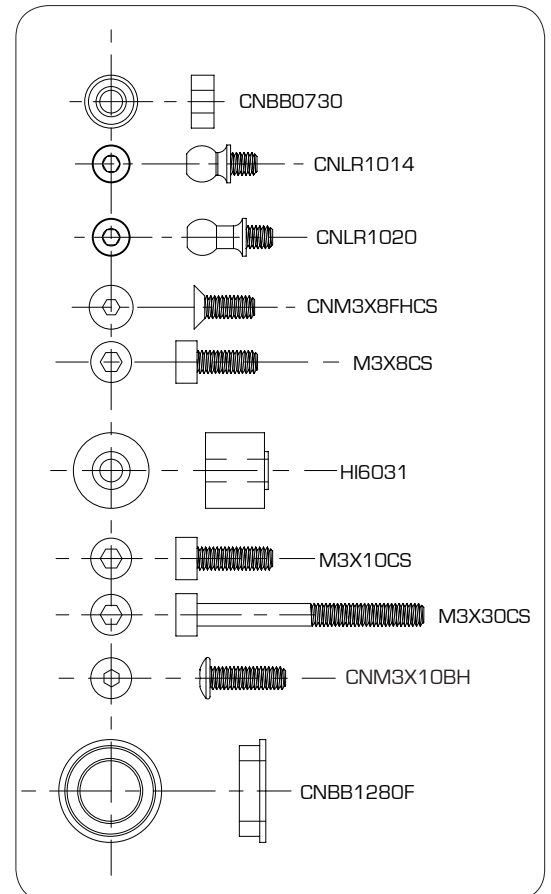 CNBB0730
CNLR1014
CNLR1020
CNM3X8FHCS
M3X8CS
HI6031
M3X10CS
M3X30CS
CNM3X10BH
CNBB1280F